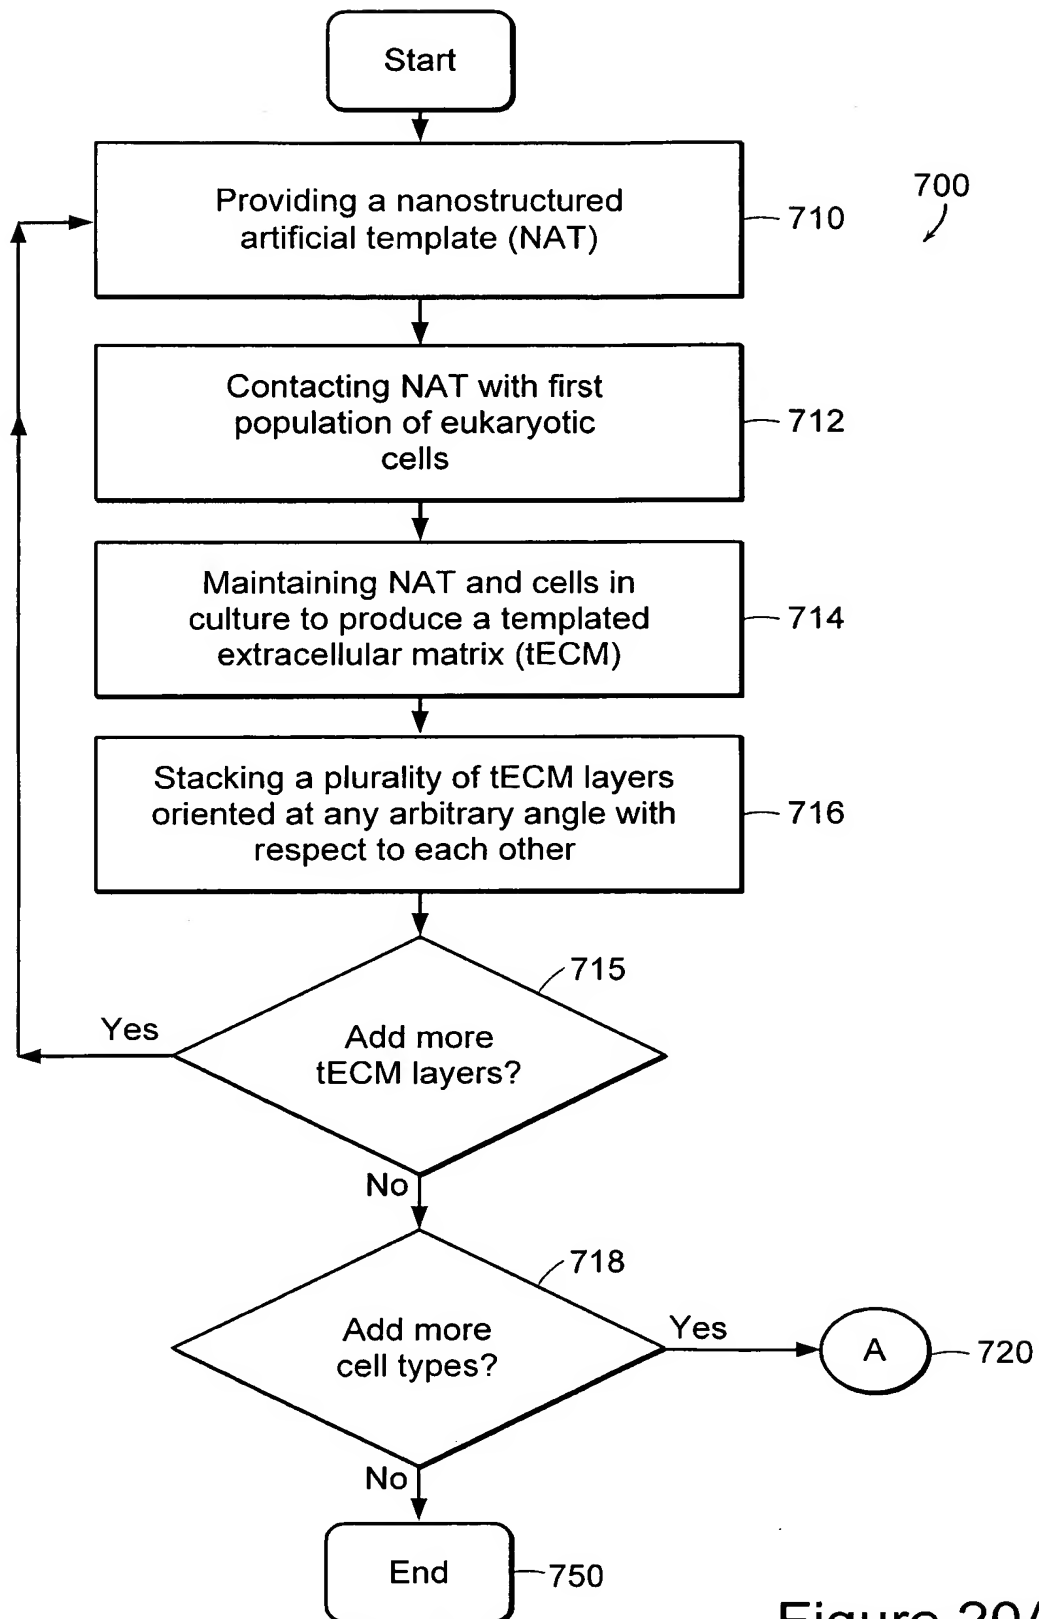 Start
700
Providing a nanostructured
artificial template (NAT)
710
Contacting NAT with first
population of eukaryotic
cells
712
Maintaining NAT and cells in
culture to produce a templated
extracellular matrix (tECM)
714
Stacking a plurality of tECM layers
oriented at any arbitrary angle with
respect to each other
716
715
Yes
Add more
tECM layers?
No
718
Add more
cell types?
Yes
A
720
No
End
750
Figure